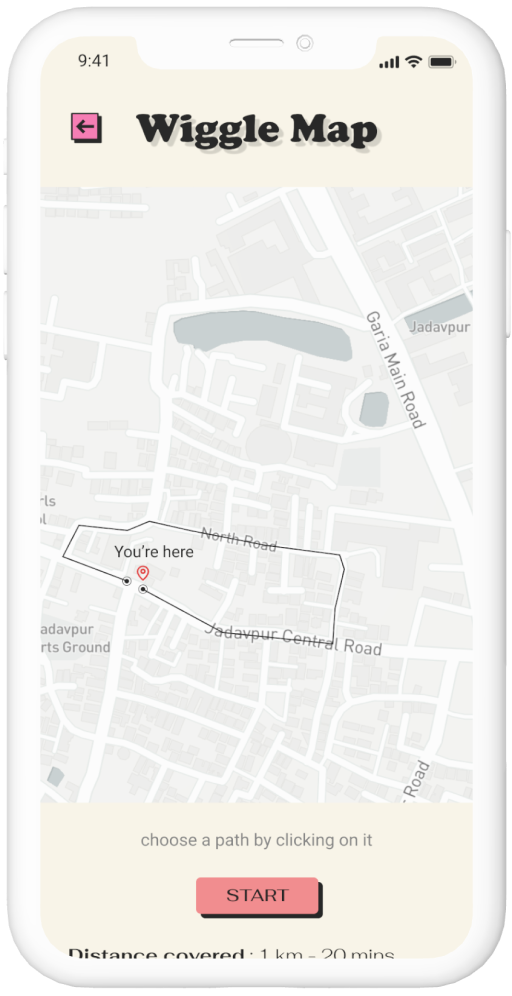 9:41
Wiggle Map
Garia Main Road
Jadavpur
rls
ol
North Road
You're here
Jadavpur Central Road
adavpur
rts Ground
r Road
choose a path by clicking on it
START
Distance covered : 1 km - 20 mins